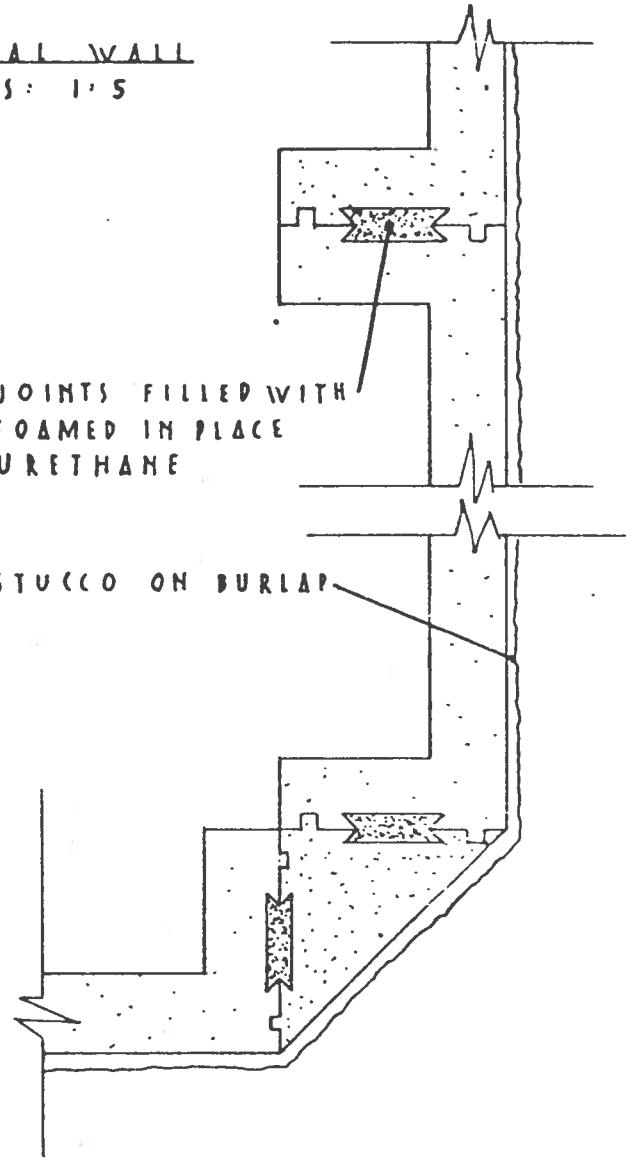 AL WALL
S: 1:5
JOINTS FILLED WITH
FOAMED IN PLACE
URETHANE
STUCCO ON BURLAP